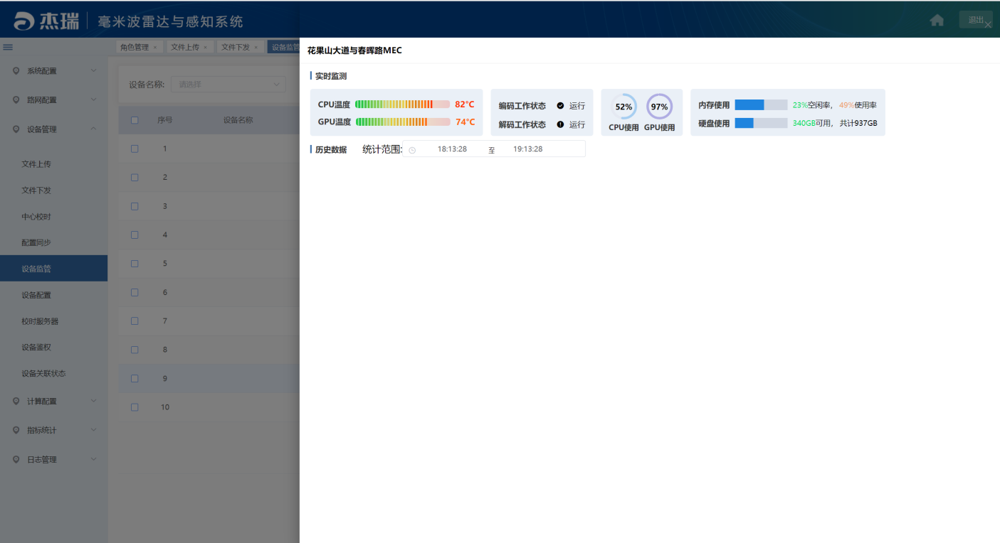 杰瑞 毫米波雷达与感知系统
退出
角色管理 × 文件上传 × 文件下发 × 设备监管
花果山大道与春晖路MEC
系统配置
路网配置
设备管理
文件上传
文件下发
中心校时
配置同步
设备监管
设备配置
校时服务器
设备鉴权
设备关联状态
计算配置
指标统计
日志管理
设备名称: 请选择
序号 设备名称
1
2
3
4
5
6
7
8
9
10
实时监测
CPU温度 82°C
GPU温度 74°C
编码工作状态 运行
解码工作状态 运行
52% 97%
CPU使用 GPU使用
内存使用 23%空闲率, 49%使用率
硬盘使用 340GB可用, 共计937GB
历史数据 统计范围: 18:13:28 至 19:13:28